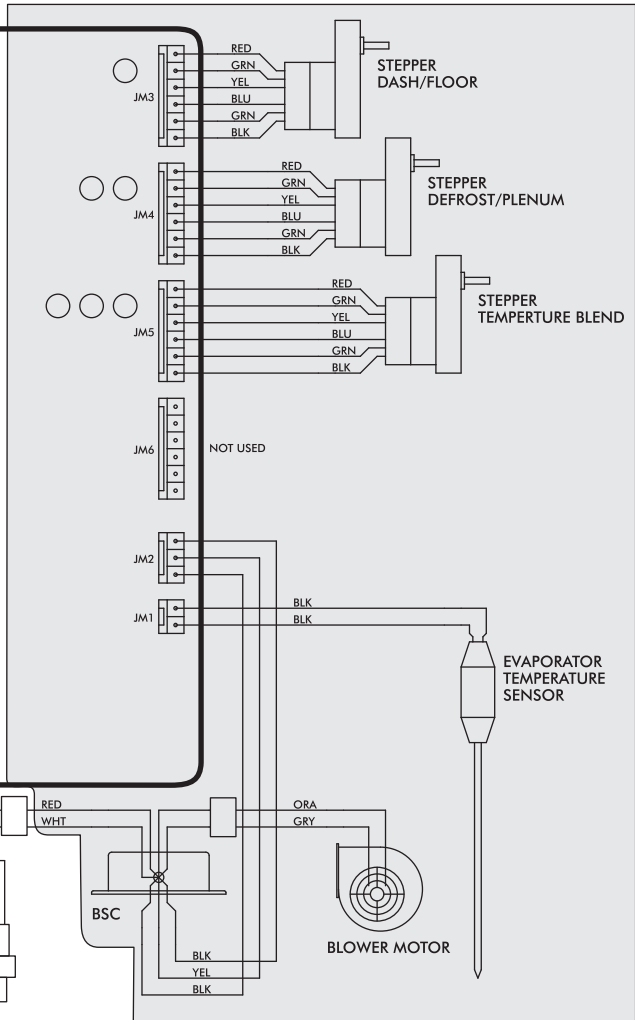 RED
GRN
YEL
JM3
BLU
GRN
BLK
STEPPER
DASH/FLOOR
RED
GRN
YEL
JM4
BLU
GRN
BLK
STEPPER
DEFROST/PLENUM
RED
GRN
YEL
JM5
BLU
GRN
BLK
STEPPER
TEMPERTURE BLEND
JM6
NOT USED
JM2
JM1
BLK
BLK
EVAPORATOR
TEMPERATURE
SENSOR
RED
WHT
ORA
GRY
BSC
BLOWER MOTOR
BLK
YEL
BLK